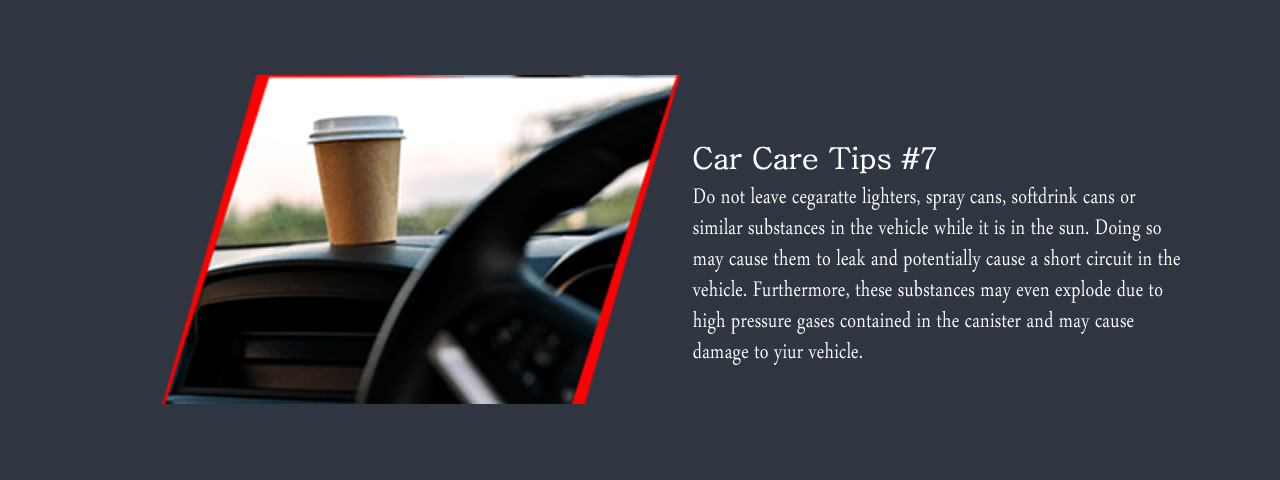 Car Care Tips #7
Do not leave cegaratte lighters, spray cans, softdrink cans or
similar substances in the vehicle while it is in the sun. Doing so
may cause them to leak and potentially cause a short circuit in the
vehicle. Furthermore, these substances may even explode due to
high pressure gases contained in the canister and may cause
damage to yiur vehicle.